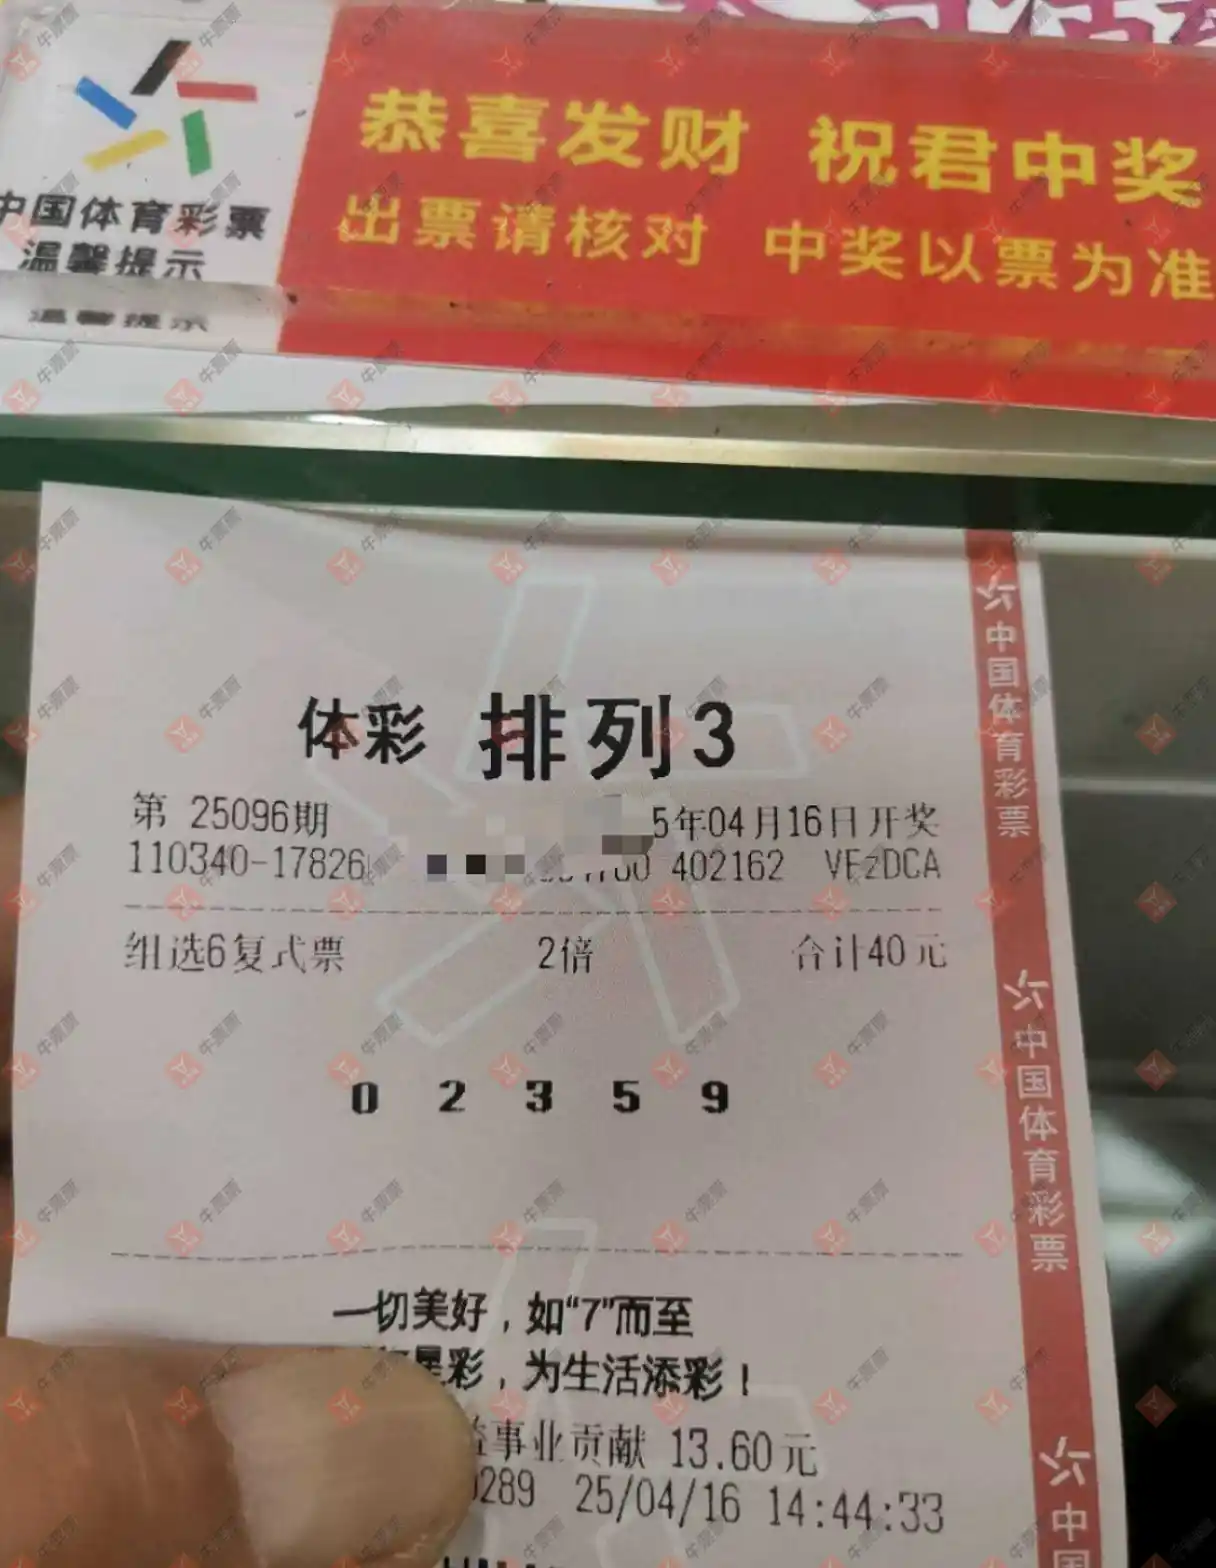 恭喜发财 祝君中奖
出票请核对 中奖以票为准
中国体育彩票
温馨提示
体彩 排列3
第 25096期 5年04月16日开奖
110340-17826 402162 VEzDCA
组选6复式票 2倍 合计40元
0 2 3 5 9
一切美好，如“7”而至
星彩，为生活添彩！
益事业贡献 13.60元
0289 25/04/16 14:44:33
中国体育彩票
中国体育彩票
中国